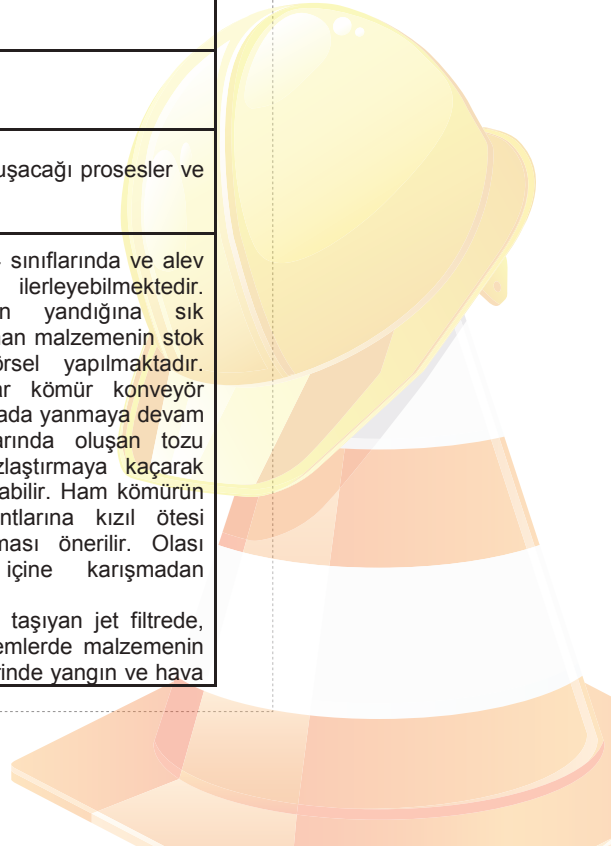 uşacağı prosesler ve
sınıflarında ve alev
ilerleyebilmektedir.
n yandığına sık
an malzemenin stok
örsel yapılmaktadır.
ar kömür konveyör
ada yanmaya devam
arında oluşan tozu
zlaştırmaya kaçarak
abilir. Ham kömürün
ntlarına kızıl ötesi
ması önerilir. Olası
içine karışmadan
taşıyan jet filtrede,
emlerde malzemenin
rinde yangın ve hava